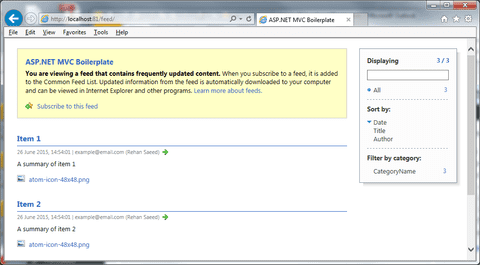 http://localhost:81/feed/
ASP.NET MVC Boilerplate
File Edit View Favorites Tools Help
ASP.NET MVC Boilerplate
You are viewing a feed that contains frequently updated content. When you subscribe to a feed, it is added
to the Common Feed List. Updated information from the feed is automatically downloaded to your computer
and can be viewed in Internet Explorer and other programs. Learn more about feeds.
Subscribe to this feed
Item 1
26 June 2015, 14:54:01 | example@email.com (Rehan Saeed)
A summary of item 1
atom-icon-48x48.png
Item 2
26 June 2015, 14:54:01 | example@email.com (Rehan Saeed)
A summary of item 2
atom-icon-48x48.png
Displaying 3 / 3
All 3
Sort by:
Date
Title
Author
Filter by category:
CategoryName 3